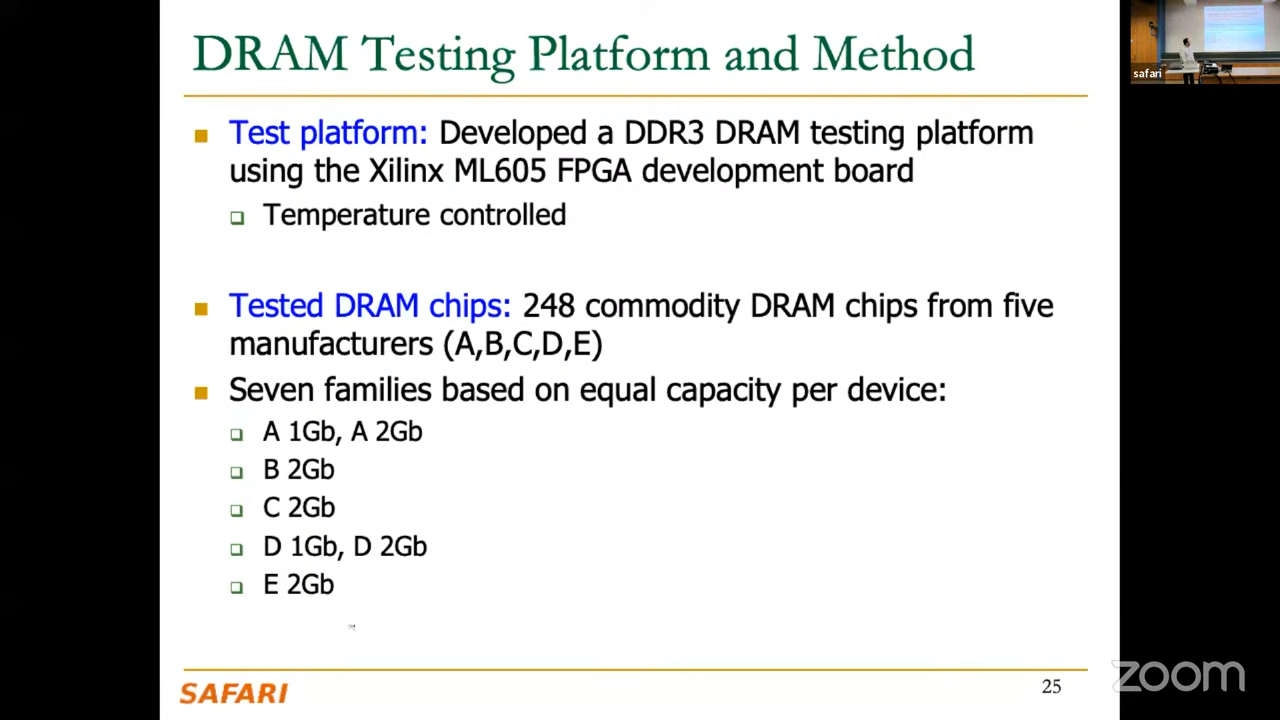 DRAM Testing Platform and Method
safari
Test platform: Developed a DDR3 DRAM testing platform
using the Xilinx ML605 FPGA development board
Temperature controlled
Tested DRAM chips: 248 commodity DRAM chips from five
manufacturers (A,B,C,D,E)
Seven families based on equal capacity per device:
A 1Gb, A 2Gb
B 2Gb
C 2Gb
D 1Gb, D 2Gb
E 2Gb
SAFARI
25
zoom